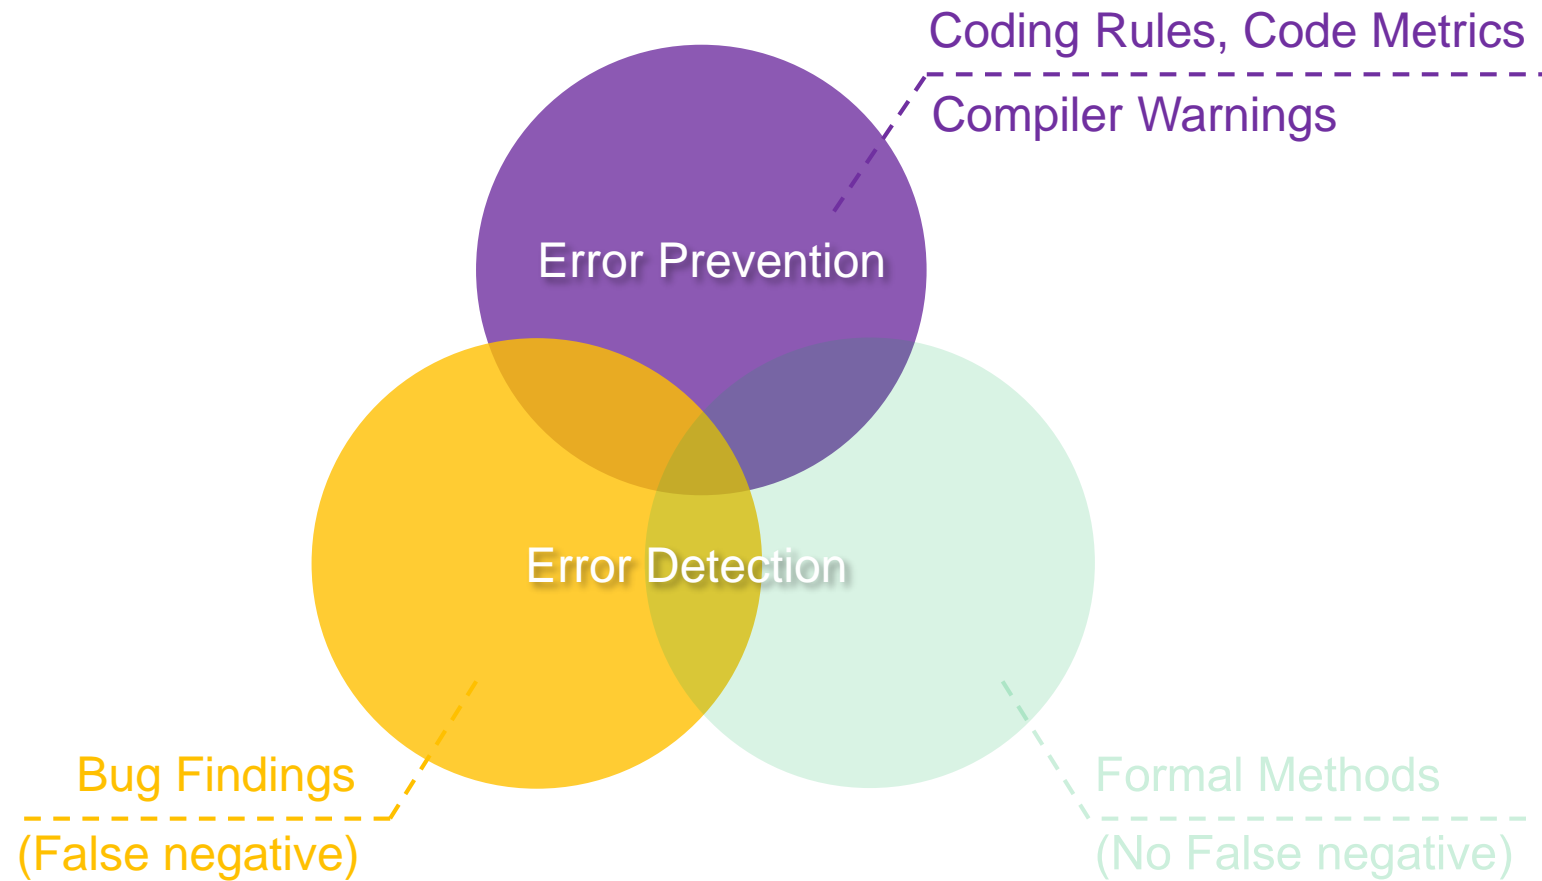 Coding Rules, Code Metrics
Compiler Warnings
Error Prevention
Error Detection
Bug Findings
(False negative)
Formal Methods
(No False negative)